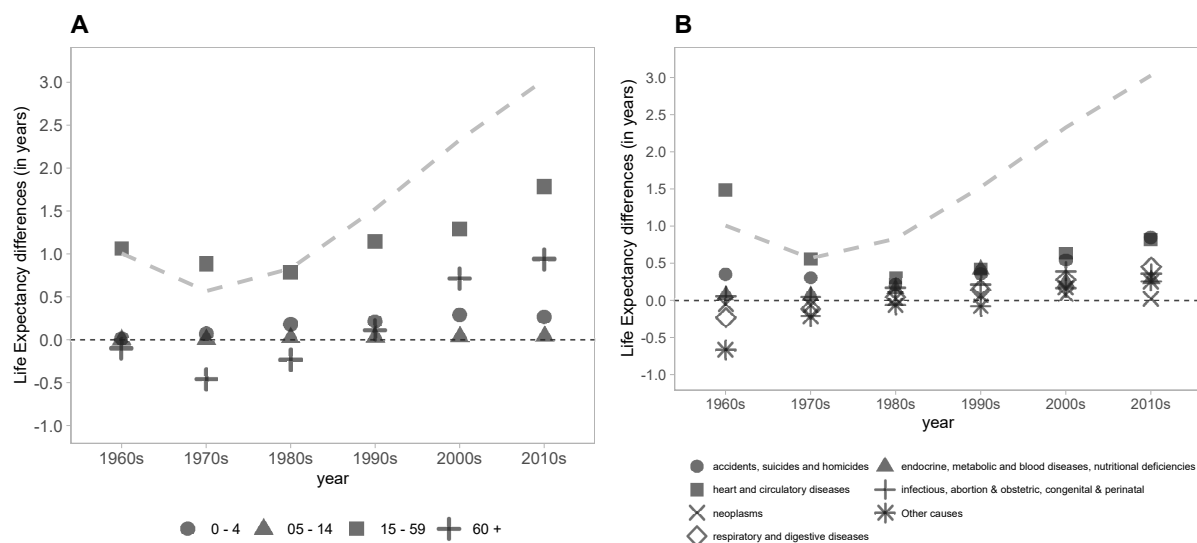 A
Life Expectancy differences (in years)
3.0
2.5
2.0
1.5
1.0
0.5
0.0
-0.5
-1.0
1960s 1970s 1980s 1990s 2000s 2010s
year
0 - 4 05 - 14 15 - 59 60 +
B
Life Expectancy differences (in years)
3.0
2.5
2.0
1.5
1.0
0.5
0.0
-0.5
-1.0
1960s 1970s 1980s 1990s 2000s 2010s
year
accidents, suicides and homicides
heart and circulatory diseases
neoplasms
respiratory and digestive diseases
endocrine, metabolic and blood diseases, nutritional deficiencies
infectious, abortion & obstetric, congenital & perinatal
Other causes